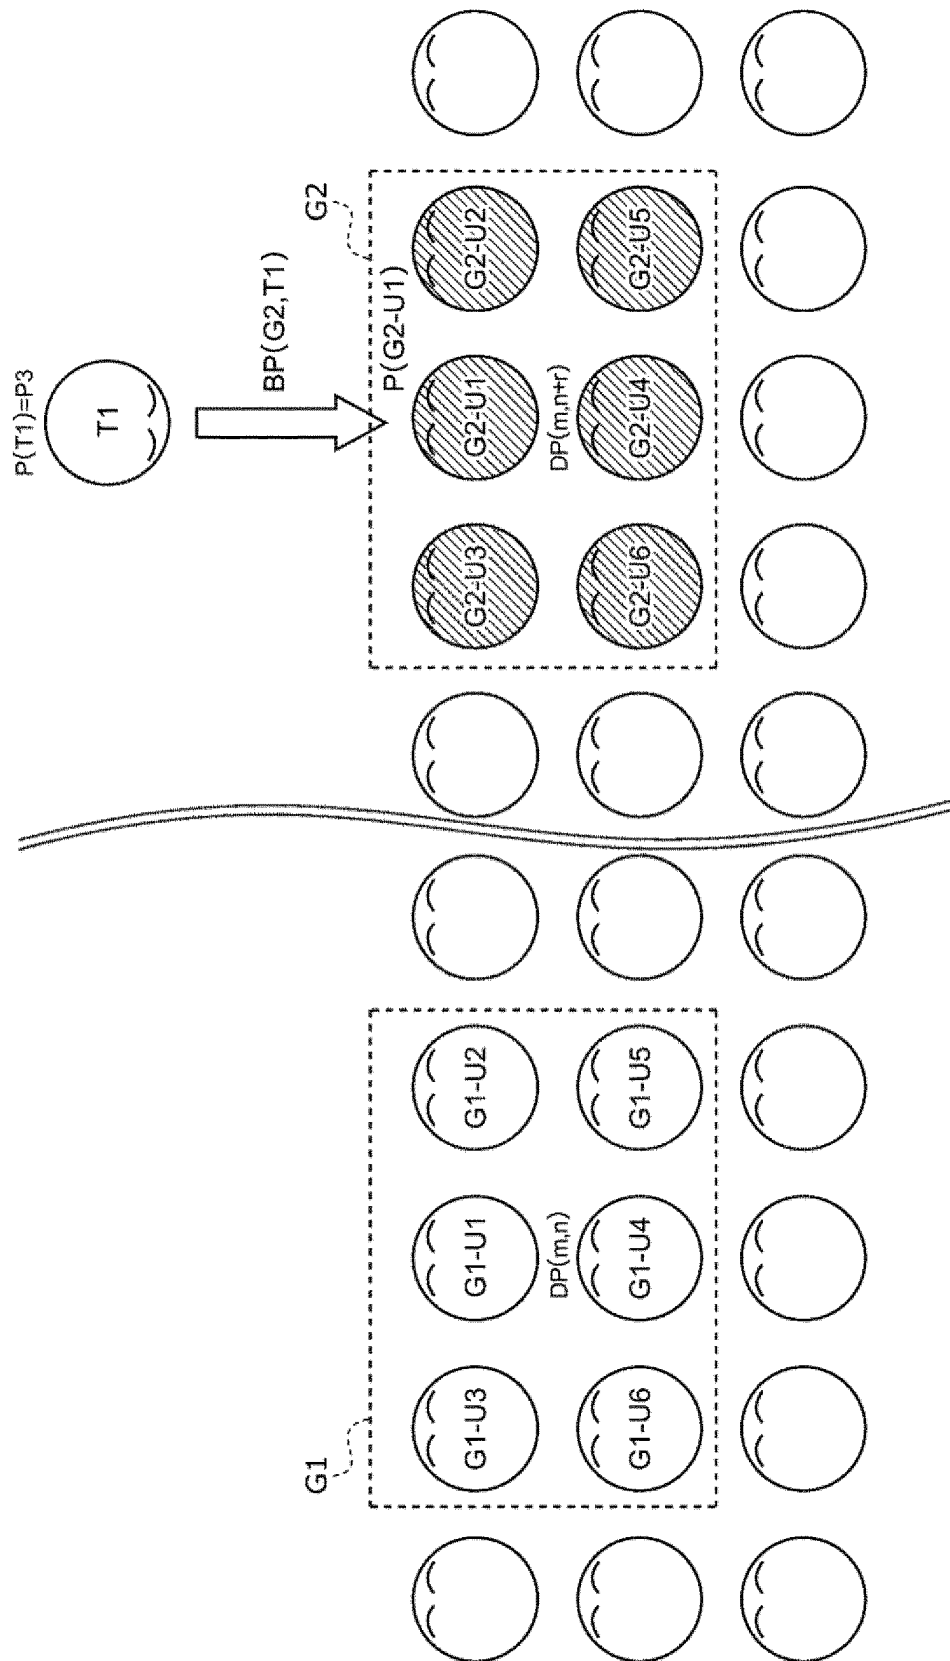 P(T1)=P3
T1
BP(G2,T1)
G1
G2
P(G2-U1)
G1-U3
G1-U1
G1-U2
G2-U3
G2-U1
G2-U2
DP(m,n)
DP(m,n+r)
G1-U6
G1-U4
G1-U5
G2-U6
G2-U4
G2-U5